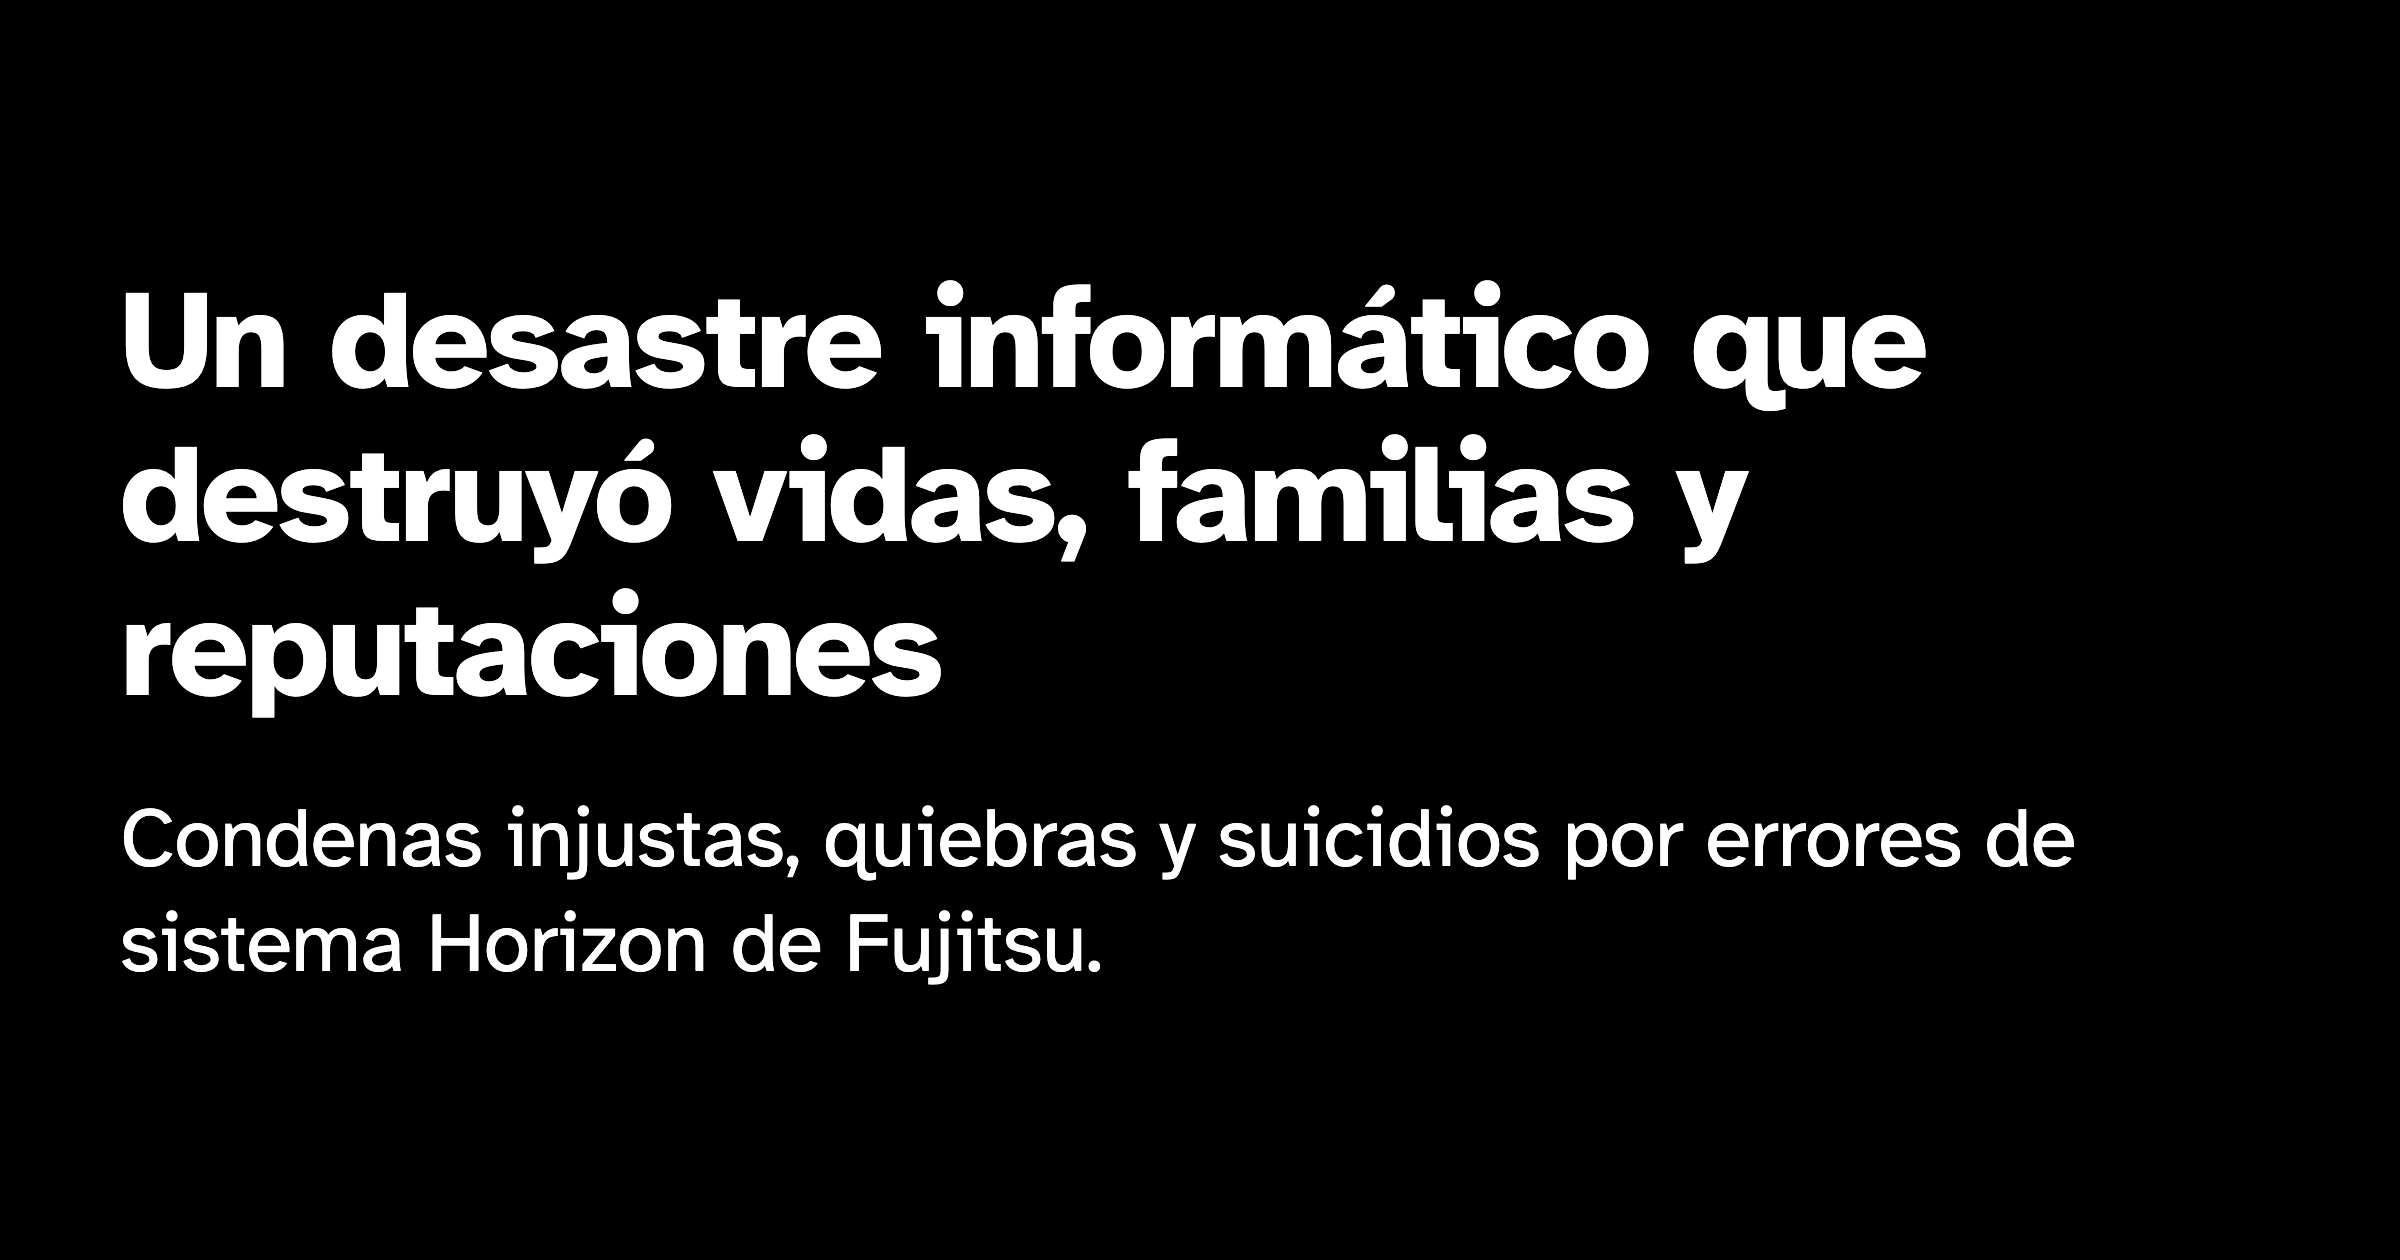 Un desastre informático que
destruyó vidas, familias y
reputaciones
Condenas injustas, quiebras y suicidios por errores de
sistema Horizon de Fujitsu.